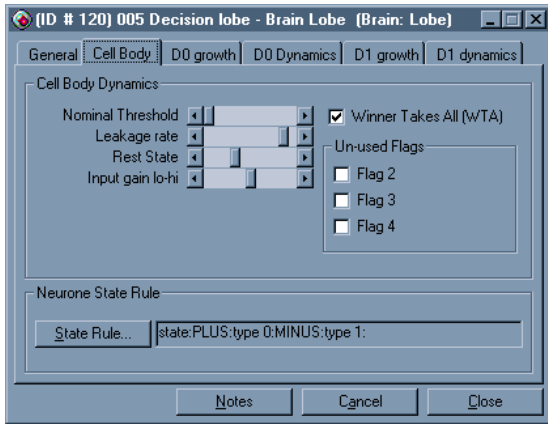 (ID # 120) 005 Decision lobe - Brain Lobe (Brain: Lobe)
General Cell Body D0 growth D0 Dynamics D1 growth D1 dynamics
Cell Body Dynamics
Nominal Threshold
Leakage rate
Rest State
Input gain lo-hi
Winner Takes All (WTA)
Un-used Flags
Flag 2
Flag 3
Flag 4
Neurone State Rule
State Rule... state:PLUS:type 0:MINUS:type 1:
Notes Cancel Close